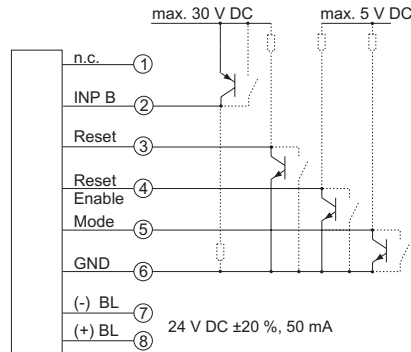 max. 30 V DC
max. 5 V DC
n.c. 1
INP B 2
Reset 3
Reset 4
Enable
Mode 5
GND 6
(-) BL 7
24 V DC ±20 %, 50 mA
(+) BL 8